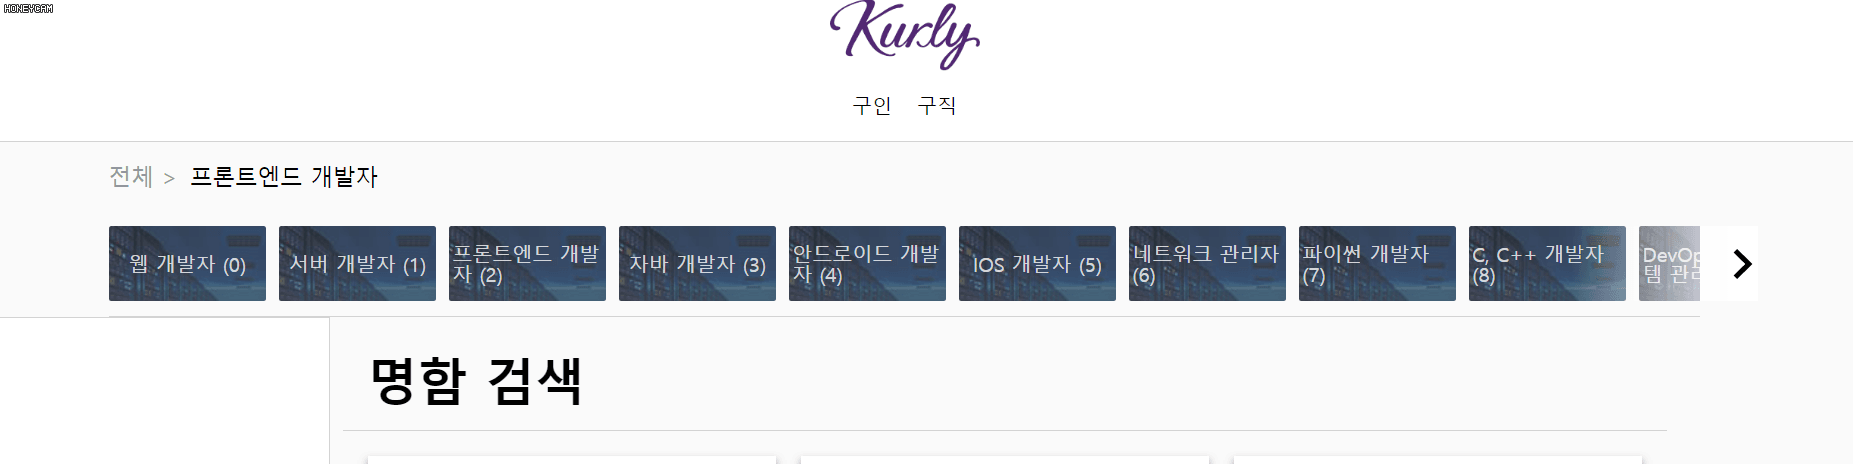 HONEYCAM
Kurly
구인 구직
전체 > 프론트엔드 개발자
웹 개발자 (0)
서버 개발자 (1)
프론트엔드 개발
자 (2)
자바 개발자 (3)
안드로이드 개발
자 (4)
IOS 개발자 (5)
네트워크 관리자
(6)
파이썬 개발자
(7)
C, C++ 개발자
(8)
DevOp
템 관리
명함 검색